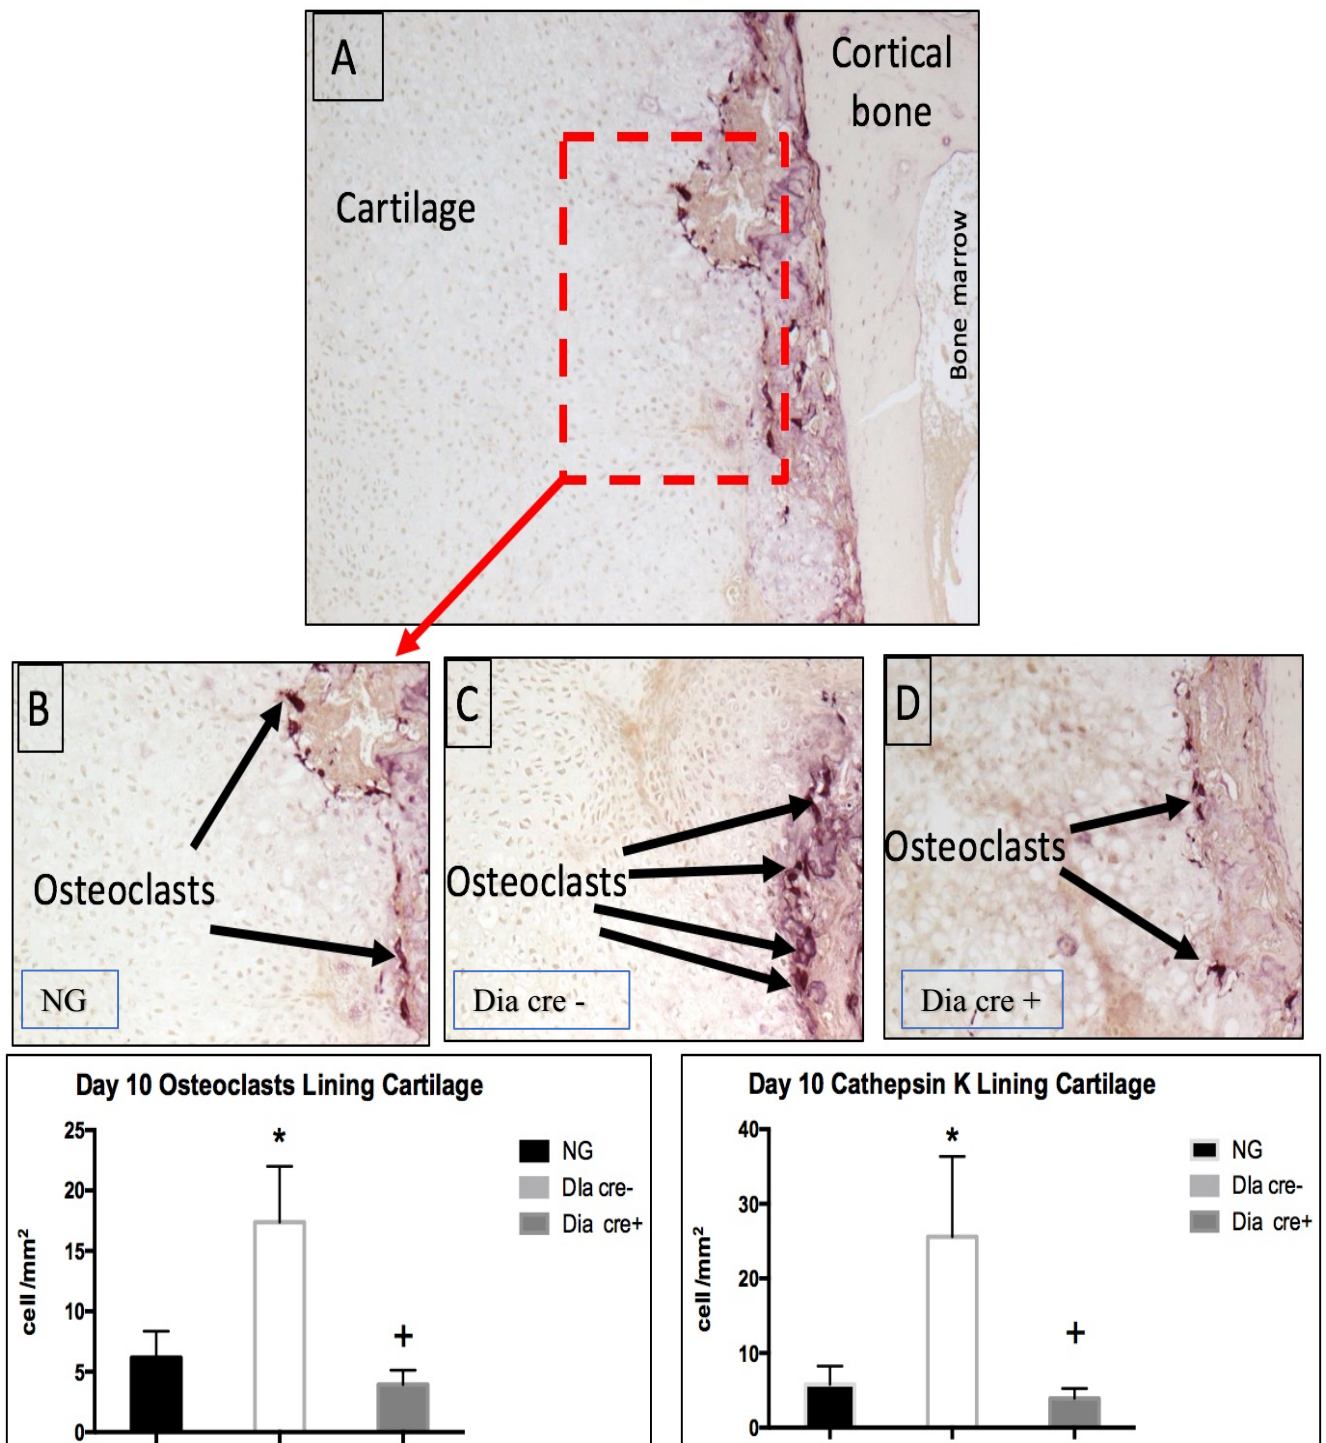 A
Cortical
bone
Cartilage
Bone marrow
B
Osteoclasts
NG
C
Osteoclasts
Dia cre -
D
Osteoclasts
Dia cre +
Day 10 Osteoclasts Lining Cartilage
25
20
15
10
5
0
cell /mm²
*
+
NG
DIa cre-
Dia cre+
Day 10 Cathepsin K Lining Cartilage
40
30
20
10
0
cell /mm²
*
+
NG
DIa cre-
Dia cre+